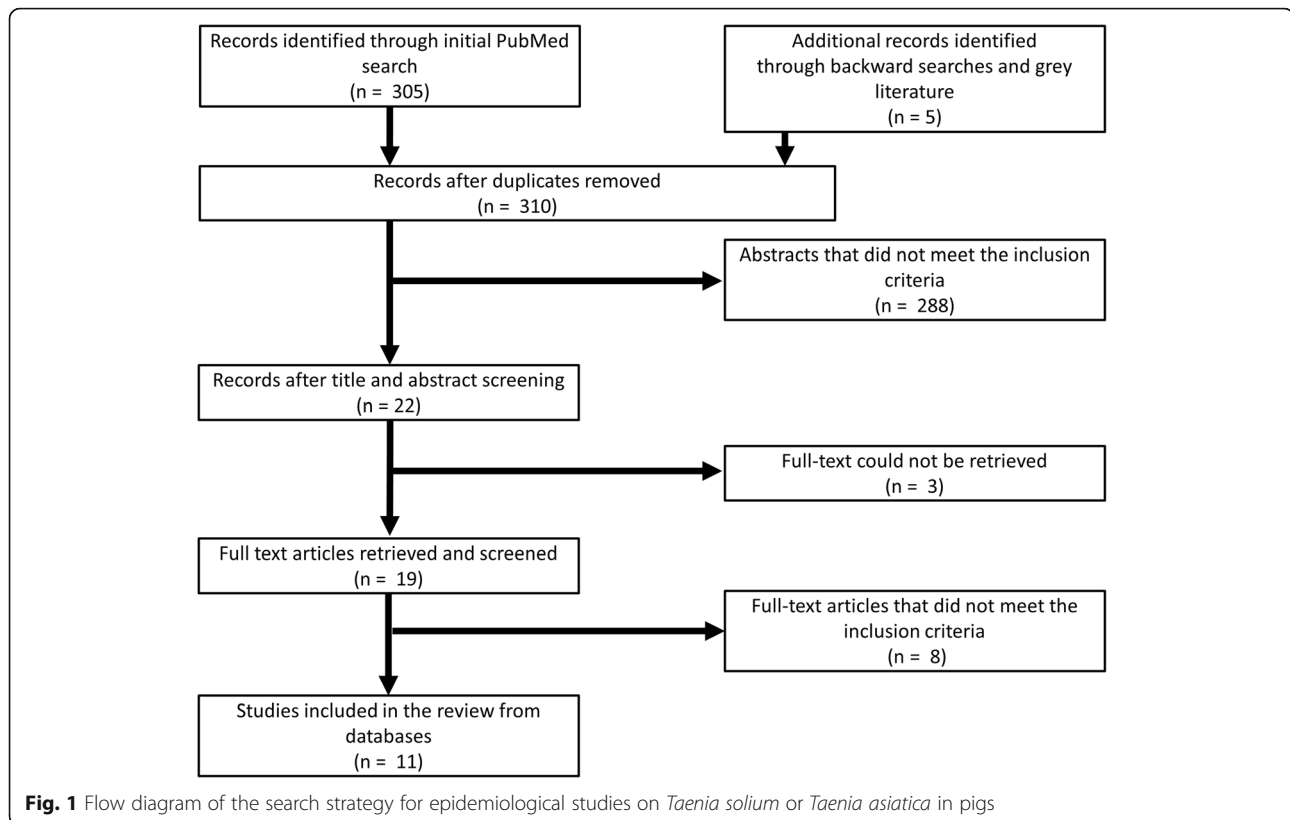 Records identified through initial PubMed
search
(n = 305)
Additional records identified
through backward searches and grey
literature
(n = 5)
Records after duplicates removed
(n = 310)
Abstracts that did not meet the inclusion
criteria
(n = 288)
Records after title and abstract screening
(n = 22)
Full-text could not be retrieved
(n = 3)
Full text articles retrieved and screened
(n = 19)
Full-text articles that did not meet the
inclusion criteria
(n = 8)
Studies included in the review from
databases
(n = 11)
Fig. 1 Flow diagram of the search strategy for epidemiological studies on Taenia solium or Taenia asiatica in pigs